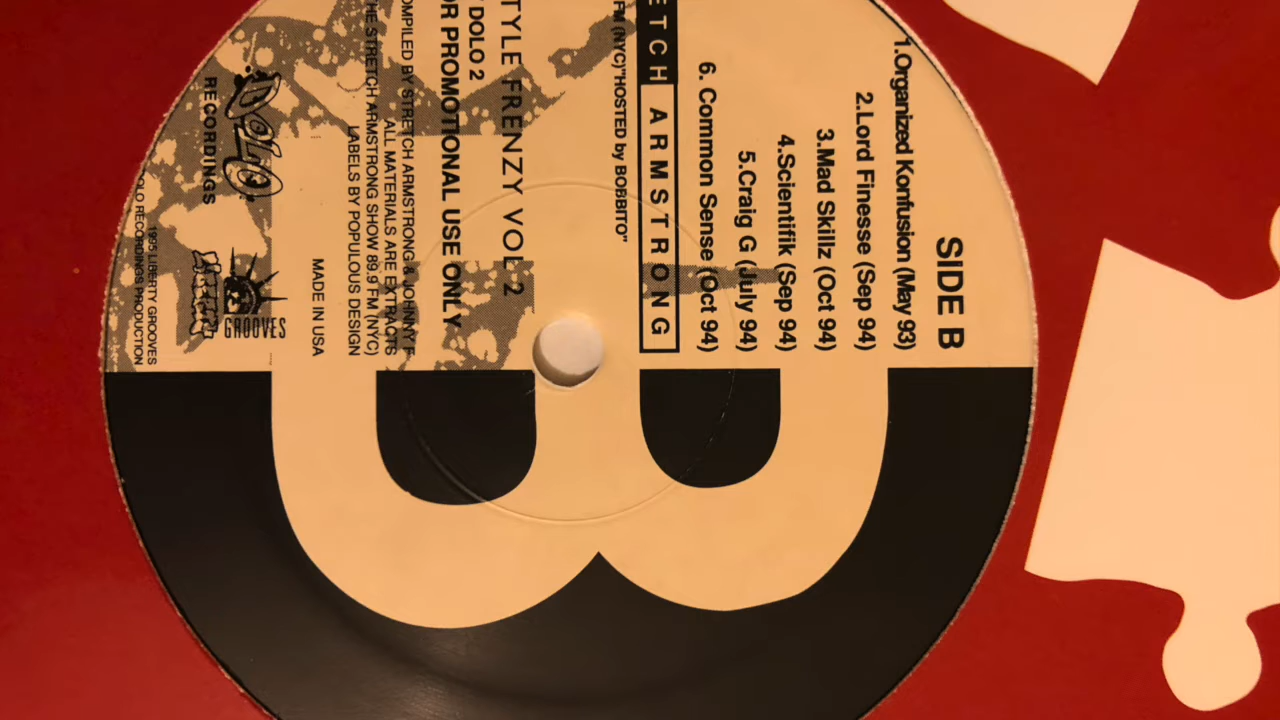 SIDE B
1.Organized Konfusion (May 93)
2.Lord Finesse (Sep 94)
3.Mad Skillz (Oct 94)
4.Scientifik (Sep 94)
5.Craig G (July 94)
6. Common Sense (Oct 94)
ETCH ARMSTRONG
FM (NYC)"HOSTED by BOBBITO"
TYLE FRENZY VOL 2
DOLO 2
OR PROMOTIONAL USE ONLY
OMPILED BY STRETCH ARMSTRONG & JOHNNY F
ALL MATERIALS ARE EXTRACTS
HE STRETCH ARMSTRONG SHOW 89.9 FM (NYC)
LABELS BY POPULOUS DESIGN
MADE IN USA
DOLO
RECORDINGS
GROOVES
1995 LIBERTY GROOVES
OLO RECORDINGS PRODUCTION
B